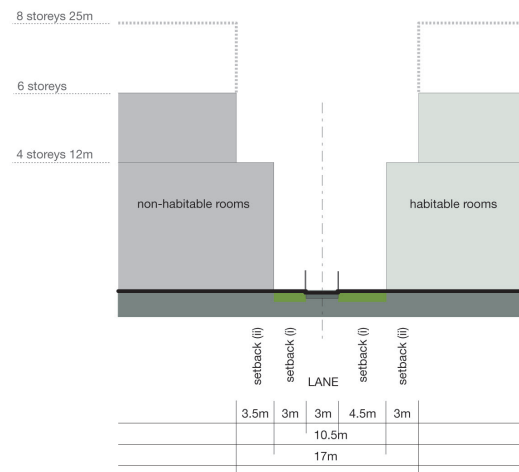 8 storeys 25m
6 storeys
4 storeys 12m
non-habitable rooms
habitable rooms
setback (ii)
setback (i)
setback (i)
setback (ii)
LANE
3.5m 3m 3m 4.5m 3m
10.5m
17m